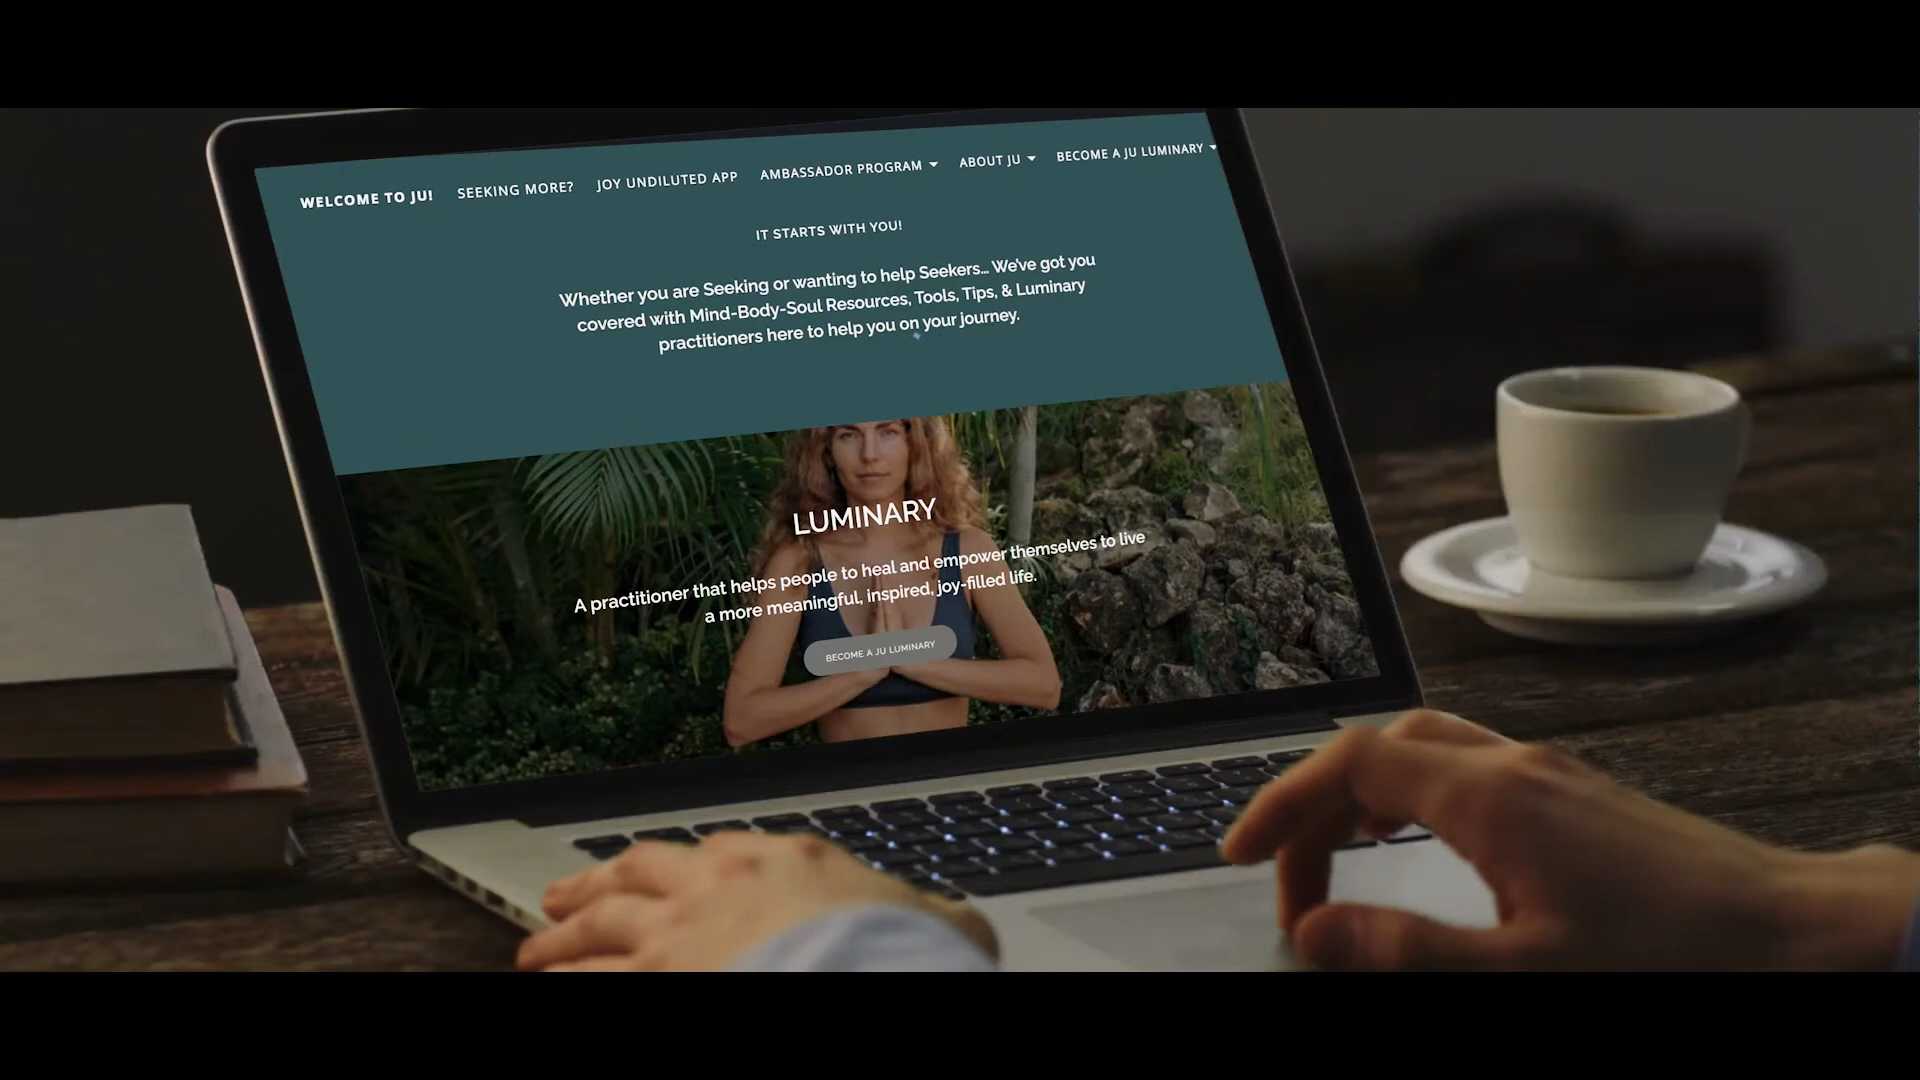 WELCOME TO JU! SEEKING MORE? JOY UNDILUTED APP AMBASSADOR PROGRAM ABOUT JU BECOME A JU LUMINARY
IT STARTS WITH YOU!
Whether you are Seeking or wanting to help Seekers... We've got you
covered with Mind-Body-Soul Resources, Tools, Tips, & Luminary
practitioners here to help you on your journey.
LUMINARY
A practitioner that helps people to heal and empower themselves to live
a more meaningful, inspired, joy-filled life.
BECOME A JU LUMINARY